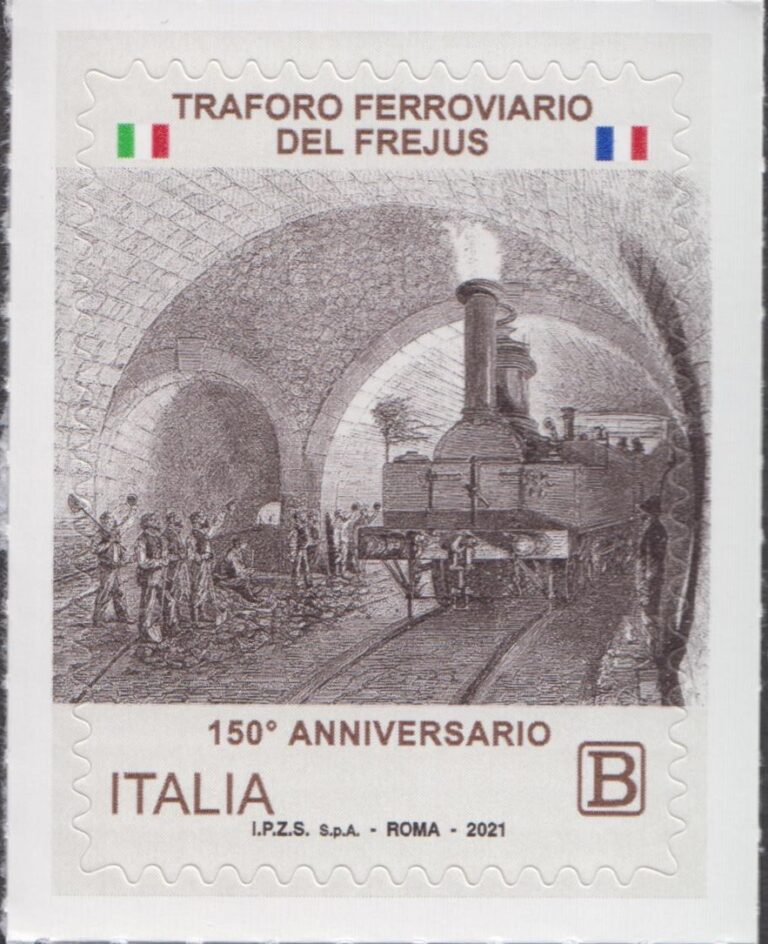 TRAFORO FERROVIARIO
DEL FREJUS
150° ANNIVERSARIO
ITALIA
B
I.P.Z.S. S.p.A. - ROMA - 2021